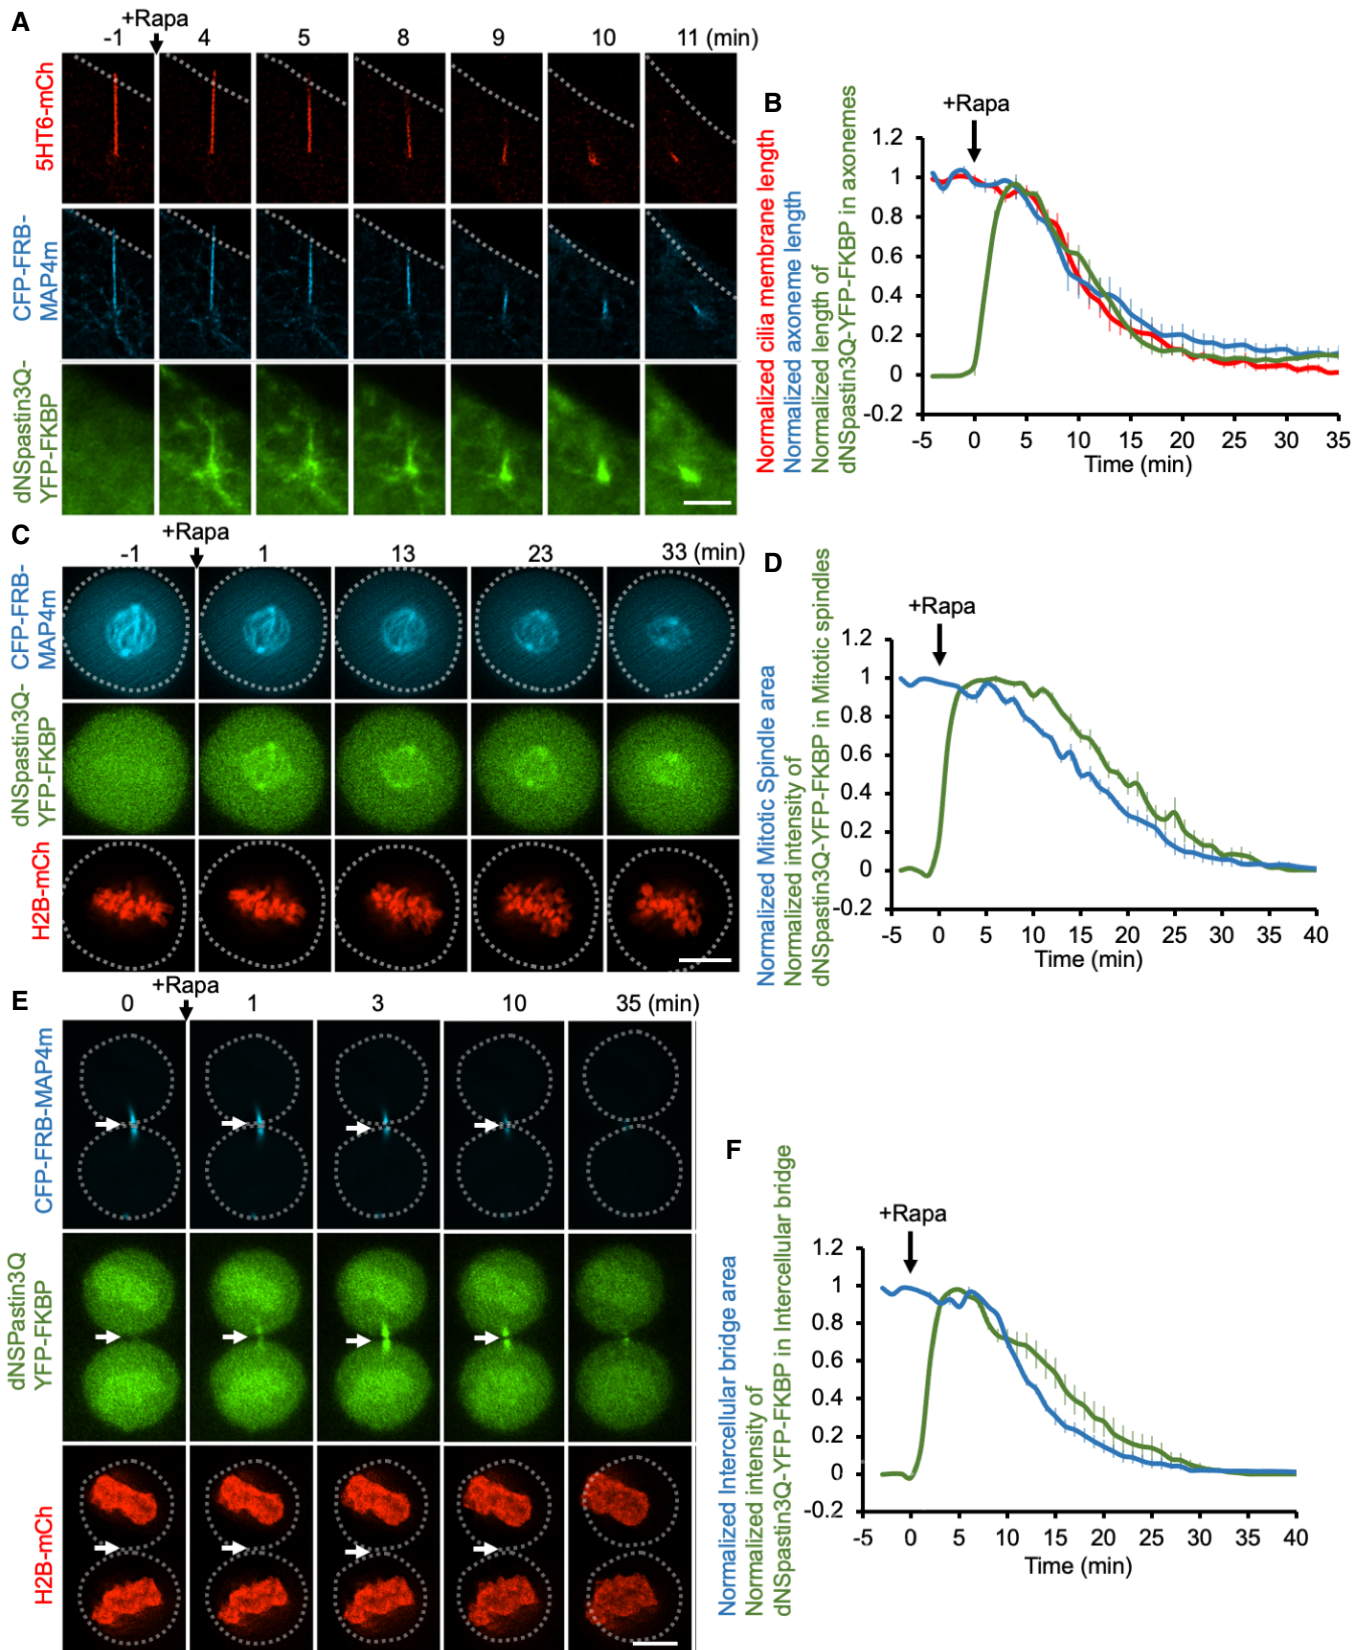 A
+Rapa
-1 4 5 8 9 10 11 (min)
5HT6-mCh
CFP-FRB-
MAP4m
dNSpastin3Q-
YFP-FKBP
B
+Rapa
Normalized cilia membrane length
Normalized axoneme length
Normalized length of
dNSpastin3Q-YFP-FKBP in axonemes
1.2
1
0.8
0.6
0.4
0.2
0
-0.2
-5 0 5 10 15 20 25 30 35
Time (min)
C
+Rapa
-1 1 13 23 33 (min)
CFP-FRB-
MAP4m
dNSpastin3Q-
YFP-FKBP
H2B-mCh
D
+Rapa
Normalized Mitotic Spindle area
Normalized intensity of
dNSpastin3Q-YFP-FKBP in Mitotic spindles
1.2
1
0.8
0.6
0.4
0.2
0
-0.2
-5 0 5 10 15 20 25 30 35 40
Time (min)
E
+Rapa
0 1 3 10 35 (min)
CFP-FRB-MAP4m
dNSPastin3Q
YFP-FKBP
H2B-mCh
F
+Rapa
Normalized Intercellular bridge area
Normalized intensity of
dNSpastin3Q-YFP-FKBP in Intercellular bridge
1.2
1
0.8
0.6
0.4
0.2
0
-0.2
-5 0 5 10 15 20 25 30 35 40
Time (min)